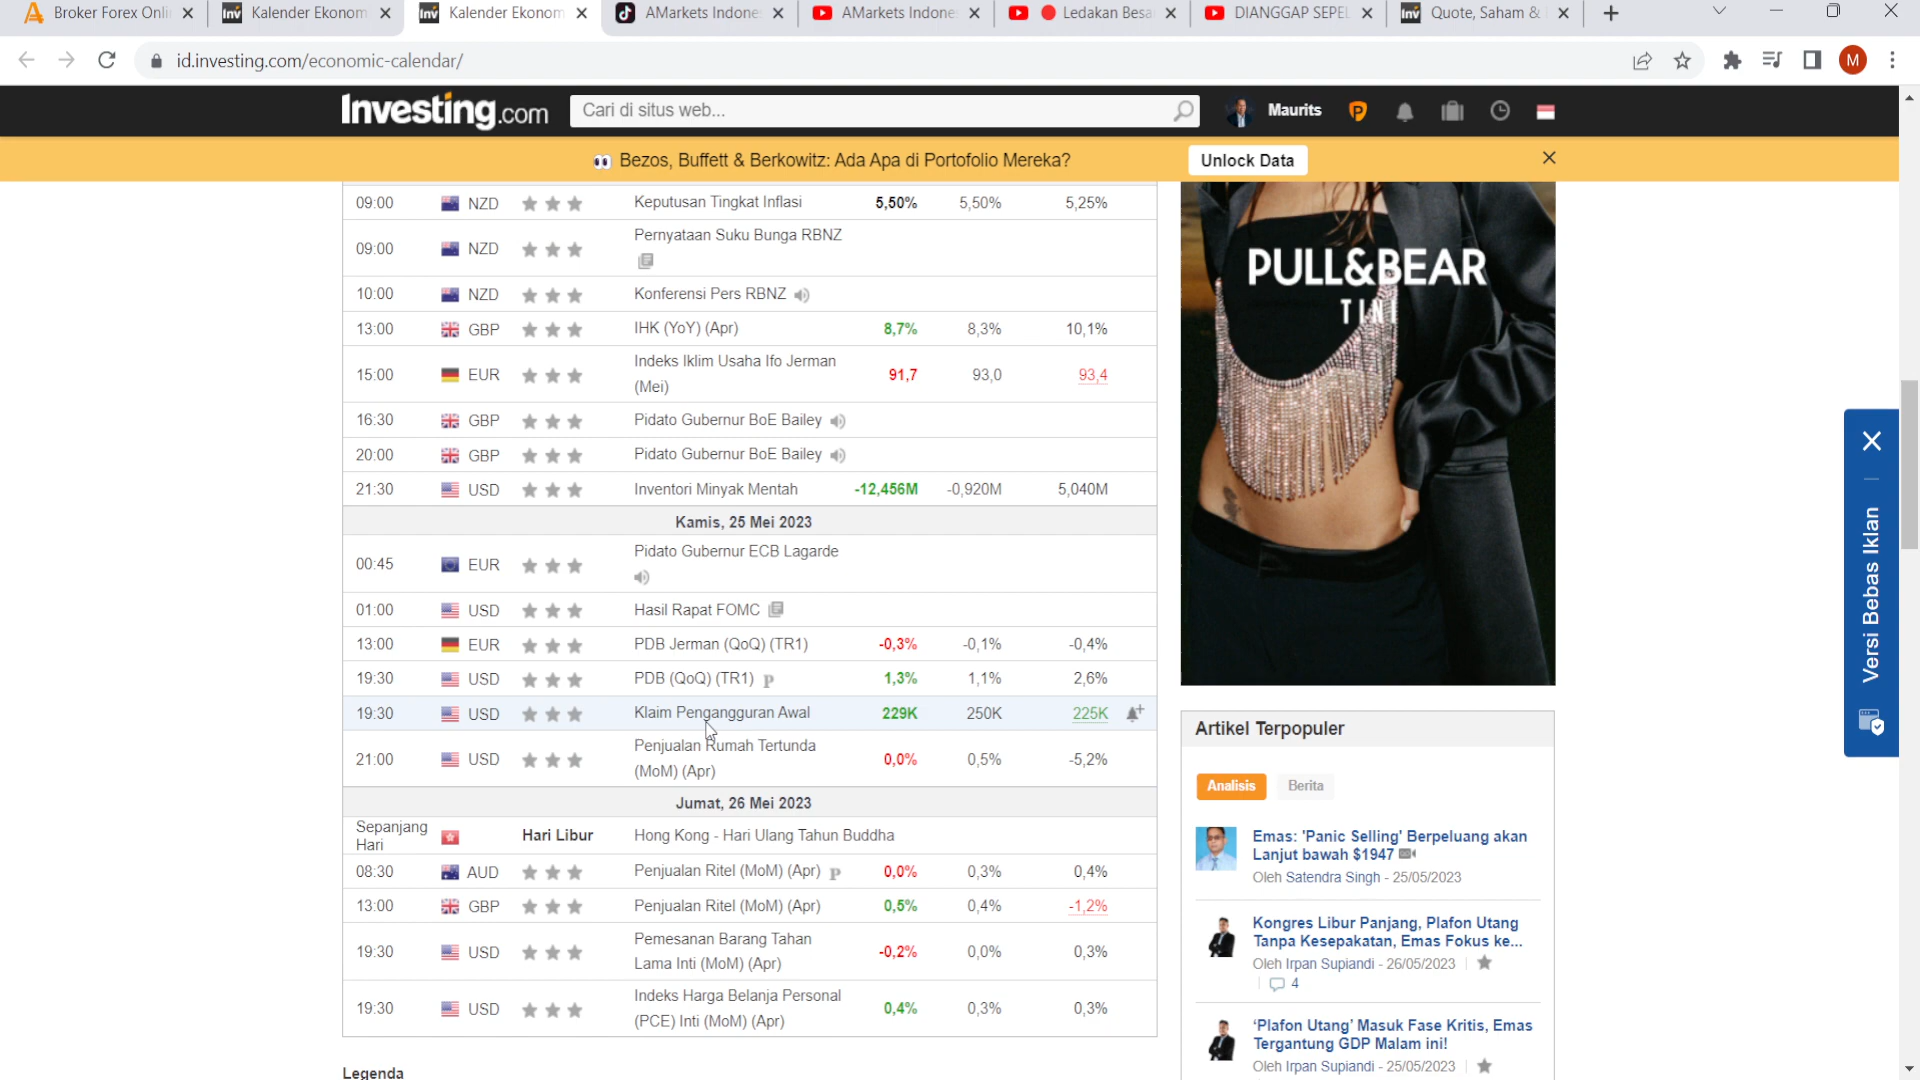 Broker Forex Onli
Kalender Ekonom
Kalender Ekonom
AMarkets Indone
AMarkets Indone
Ledakan Besa
DIANGGAP SEPEL
Quote, Saham &
id.investing.com/economic-calendar/
M
Investing.com
Cari di situs web...
Maurits
P
Bezos, Buffett & Berkowitz: Ada Apa di Portofolio Mereka?
Unlock Data
09:00 NZD Keputusan Tingkat Inflasi 5,50% 5,50% 5,25%
09:00 NZD Pernyataan Suku Bunga RBNZ
10:00 NZD Konferensi Pers RBNZ
13:00 GBP IHK (YoY) (Apr) 8,7% 8,3% 10,1%
15:00 EUR Indeks Iklim Usaha Ifo Jerman
(Mei) 91,7 93,0 93,4
16:30 GBP Pidato Gubernur BoE Bailey
20:00 GBP Pidato Gubernur BoE Bailey
21:30 USD Inventori Minyak Mentah -12,456M -0,920M 5,040M
Kamis, 25 Mei 2023
00:45 EUR Pidato Gubernur ECB Lagarde
01:00 USD Hasil Rapat FOMC
13:00 EUR PDB Jerman (QoQ) (TR1) -0,3% -0,1% -0,4%
19:30 USD PDB (QoQ) (TR1) P 1,3% 1,1% 2,6%
19:30 USD Klaim Pengangguran Awal 229K 250K 225K
21:00 USD Penjualan Rumah Tertunda
(MoM) (Apr) 0,0% 0,5% -5,2%
Jumat, 26 Mei 2023
Sepanjang
Hari Hari Libur Hong Kong - Hari Ulang Tahun Buddha
08:30 AUD Penjualan Ritel (MoM) (Apr) P 0,0% 0,3% 0,4%
13:00 GBP Penjualan Ritel (MoM) (Apr) 0,5% 0,4% -1,2%
19:30 USD Pemesanan Barang Tahan
Lama Inti (MoM) (Apr) -0,2% 0,0% 0,3%
19:30 USD Indeks Harga Belanja Personal
(PCE) Inti (MoM) (Apr) 0,4% 0,3% 0,3%
Legenda
PULL&BEAR
Artikel Terpopuler
Analisis
Berita
Emas: 'Panic Selling' Berpeluang akan
Lanjut bawah $1947
Oleh Satendra Singh - 25/05/2023
Kongres Libur Panjang, Plafon Utang
Tanpa Kesepakatan, Emas Fokus ke...
Oleh Irpan Supiandi - 26/05/2023
4
‘Plafon Utang’ Masuk Fase Kritis, Emas
Tergantung GDP Malam ini!
Oleh Irpan Supiandi - 25/05/2023
Versi Bebas Iklan